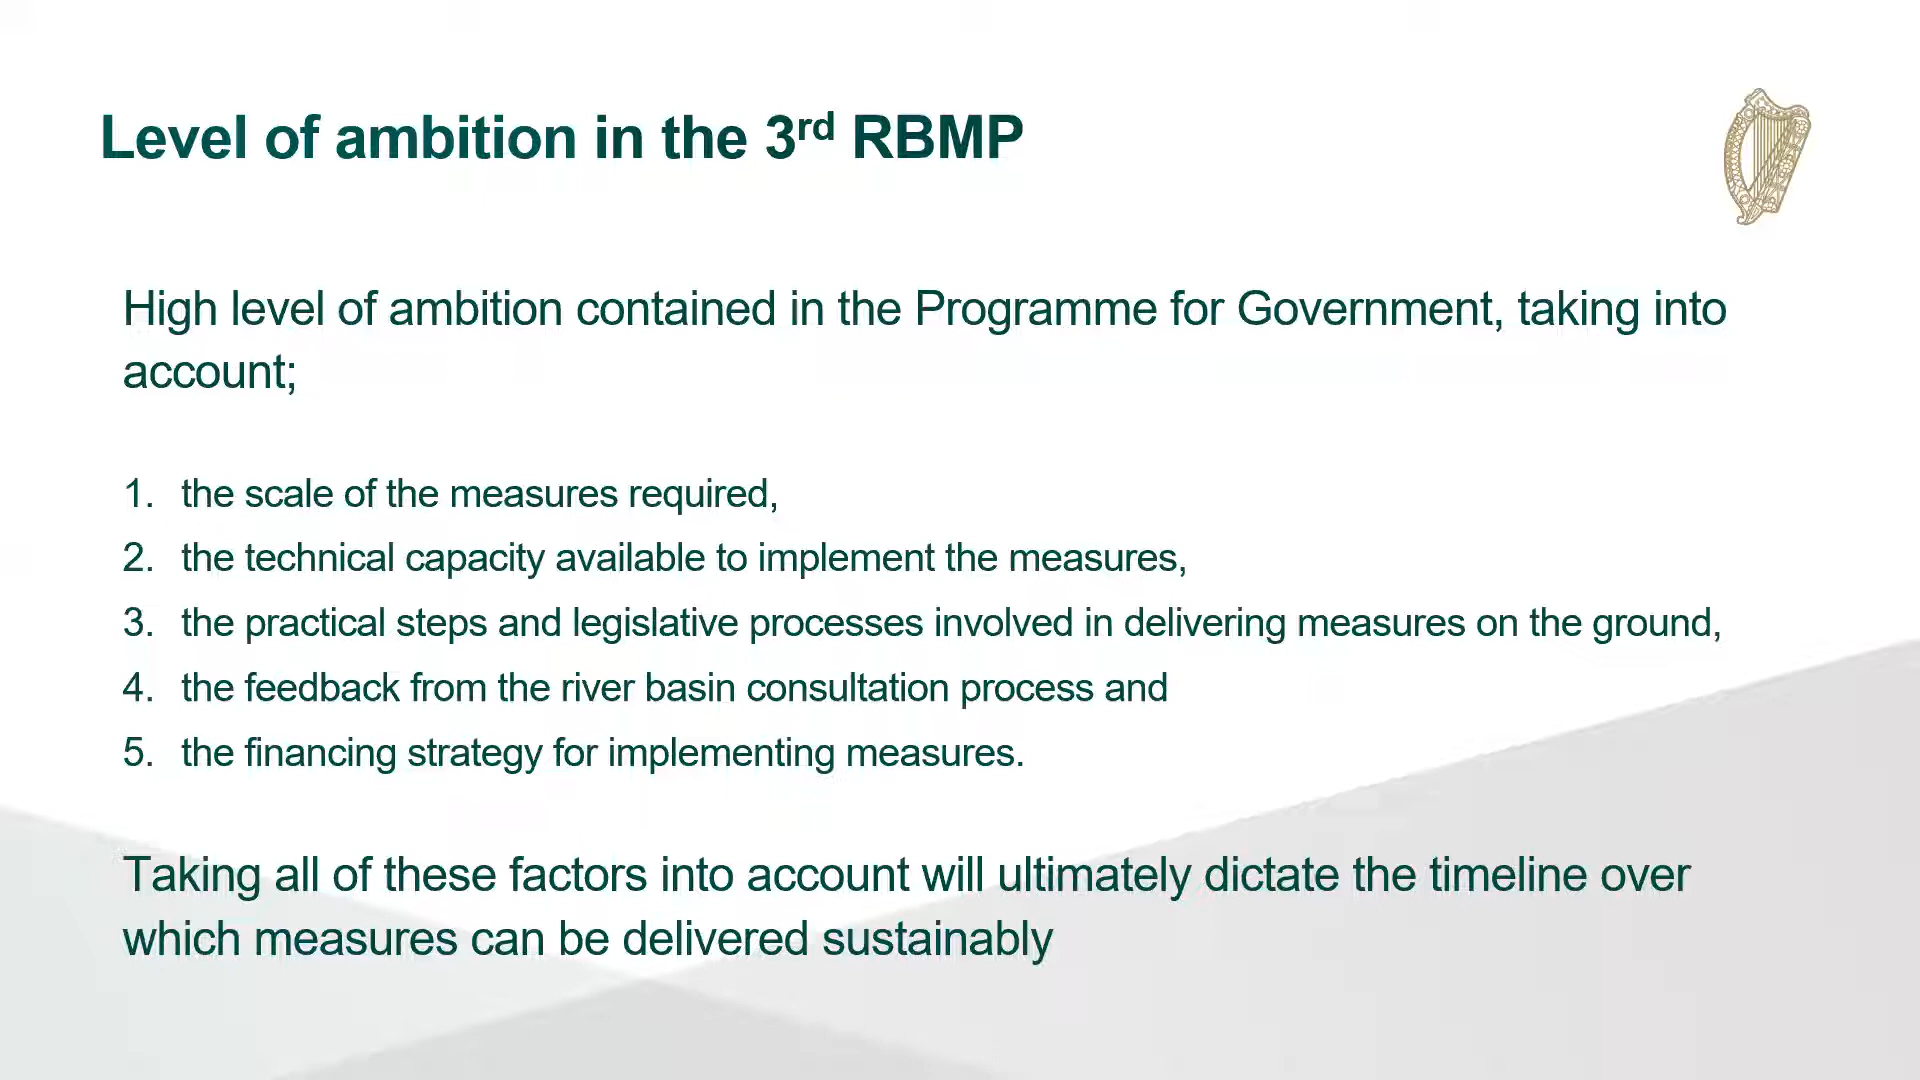 Level of ambition in the 3rd RBMP
High level of ambition contained in the Programme for Government, taking into
account;
1. the scale of the measures required,
2. the technical capacity available to implement the measures,
3. the practical steps and legislative processes involved in delivering measures on the ground,
4. the feedback from the river basin consultation process and
5. the financing strategy for implementing measures.
Taking all of these factors into account will ultimately dictate the timeline over
which measures can be delivered sustainably